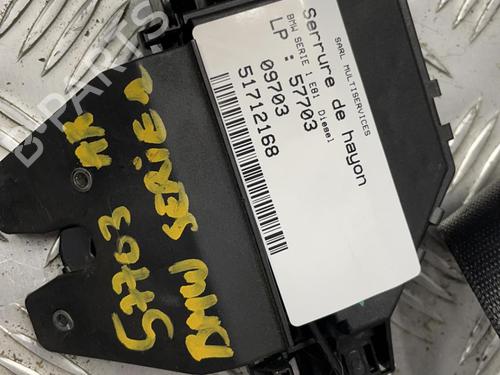 SARL MULTISERVICES
Serrure de hayon
BMW SERIE 1 E81 Diesel
LP : 57703
09703
51712168
57703 AR
BMW SERIE 1
B-PARTS